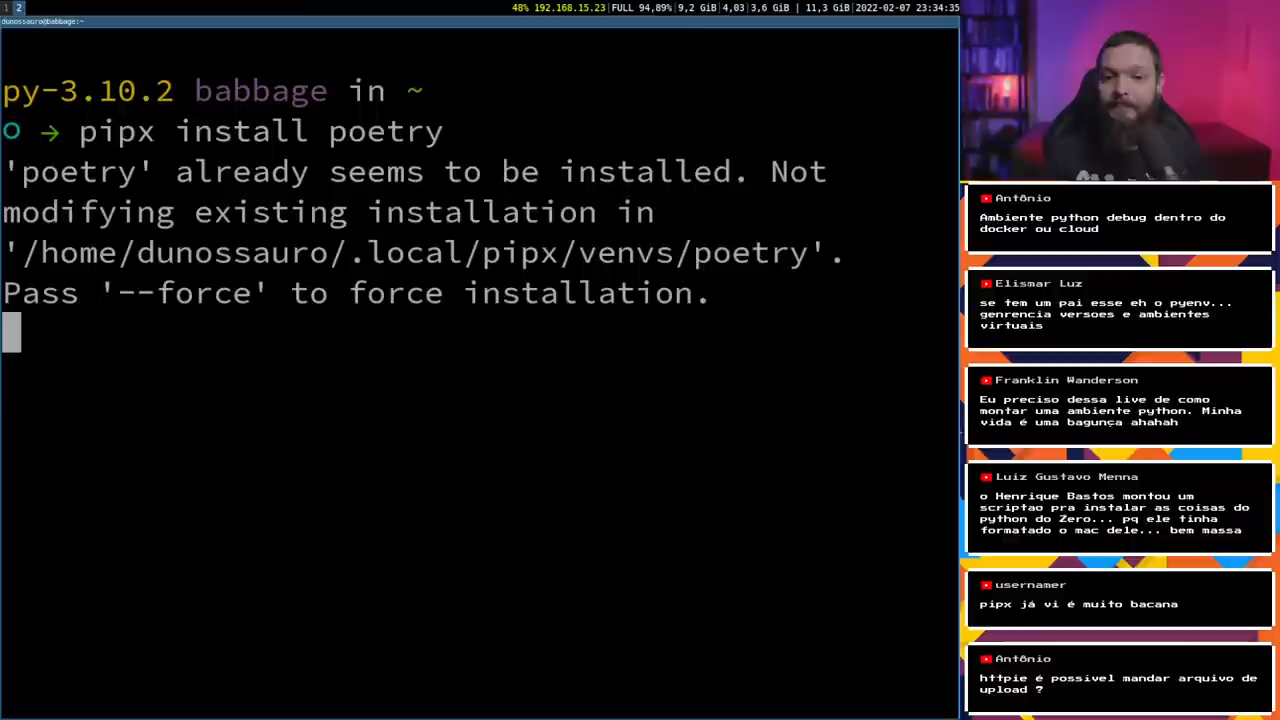 1 2
48% 192.168.15.23|FULL 94,89%|9,2 GiB|4,03|3,6 GiB | 11,3 GiB|2022-02-07 23:34:35
dunossauro@babbage:~
py-3.10.2 babbage in ~
o → pipx install poetry
'poetry' already seems to be installed. Not
modifying existing installation in
'/home/dunossauro/.local/pipx/venvs/poetry'.
Pass '--force' to force installation.
Antônio
Ambiente python debug dentro do
docker ou cloud
Elismar Luz
se tem um pai esse eh o pyenv...
genrencia versoes e ambientes
virtuais
Franklin Wanderson
Eu preciso dessa live de como
montar uma ambiente python. Minha
vida é uma bagunça ahahah
Luiz Gustavo Menna
o Henrique Bastos montou um
scriptao pra instalar as coisas do
python do Zero... pq ele tinha
formatado o mac dele... bem massa
usernamer
pipx já vi é muito bacana
Antônio
httpie é possível mandar arquivo de
upload ?